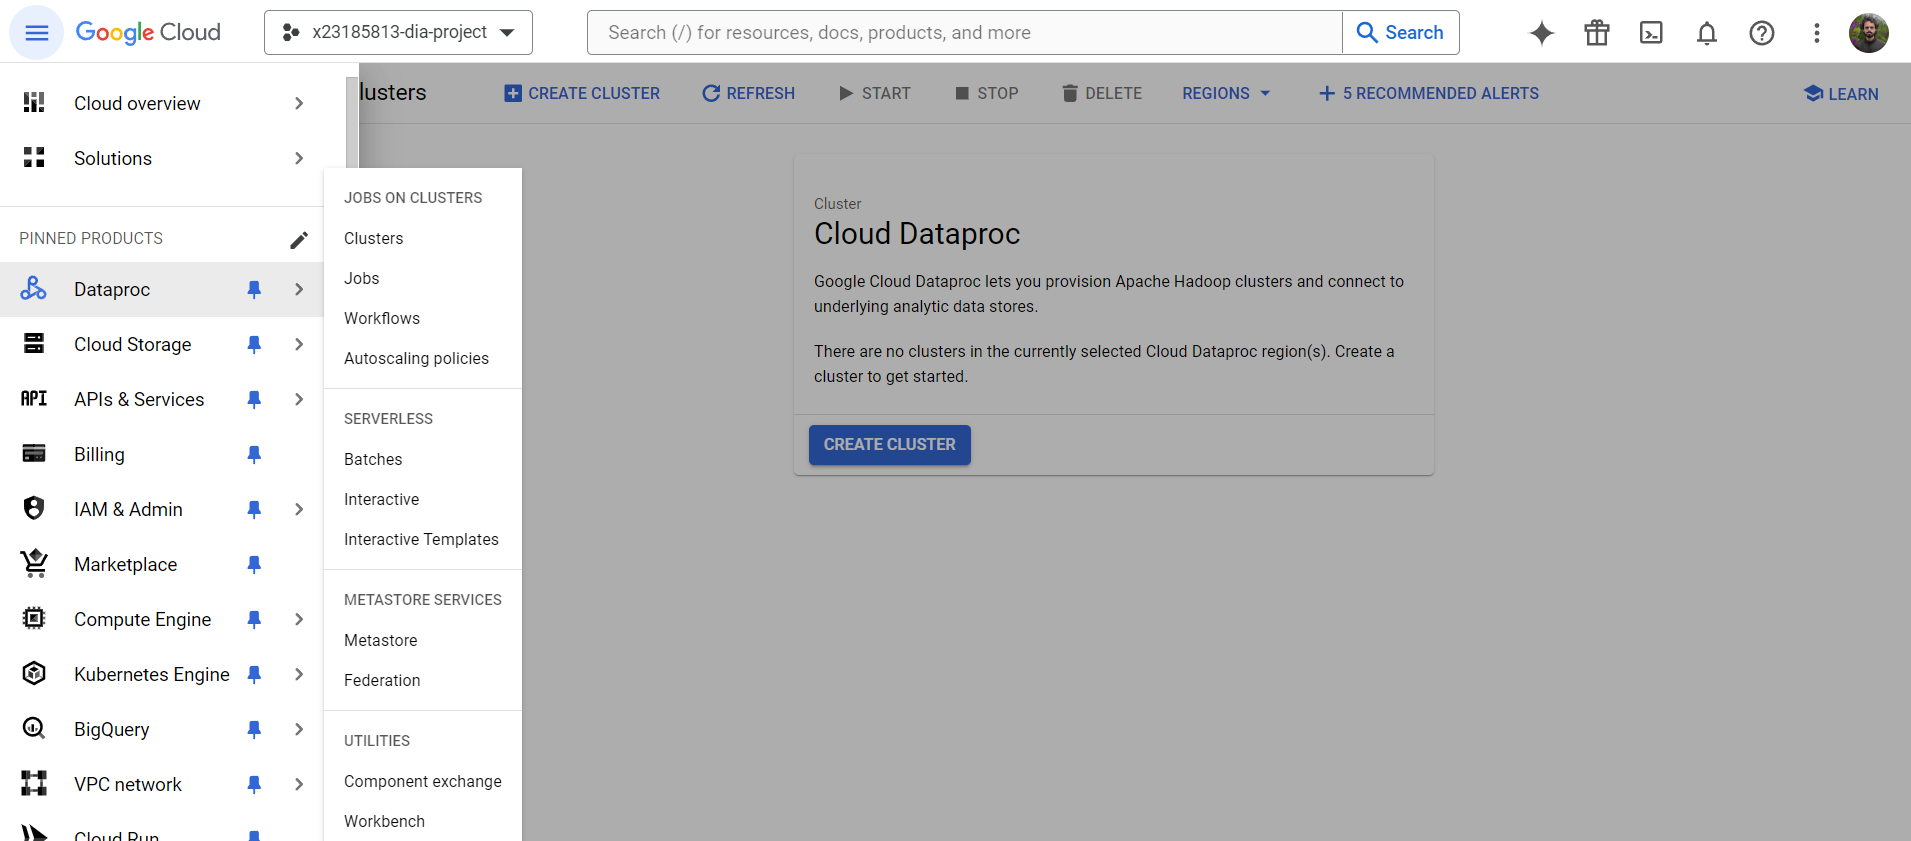 Google Cloud
x23185813-dia-project
Search (/) for resources, docs, products, and more
Search
Cloud overview
Solutions
PINNED PRODUCTS
Dataproc
Cloud Storage
API
APIs & Services
Billing
IAM & Admin
Marketplace
Compute Engine
Kubernetes Engine
BigQuery
VPC network
Cloud Run
JOBS ON CLUSTERS
Clusters
Jobs
Workflows
Autoscaling policies
SERVERLESS
Batches
Interactive
Interactive Templates
METASTORE SERVICES
Metastore
Federation
UTILITIES
Component exchange
Workbench
lusters
CREATE CLUSTER
REFRESH
START
STOP
DELETE
REGIONS
5 RECOMMENDED ALERTS
LEARN
Cluster
Cloud Dataproc
Google Cloud Dataproc lets you provision Apache Hadoop clusters and connect to
underlying analytic data stores.
There are no clusters in the currently selected Cloud Dataproc region(s). Create a
cluster to get started.
CREATE CLUSTER